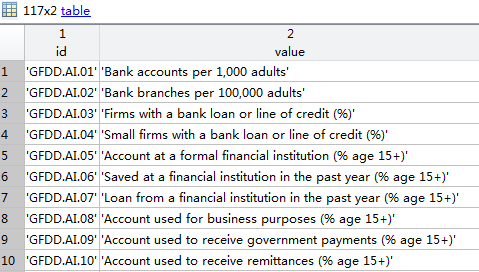 117x2 table
1 2
id value
1 'GFDD.AI.01' 'Bank accounts per 1,000 adults'
2 'GFDD.AI.02' 'Bank branches per 100,000 adults'
3 'GFDD.AI.03' 'Firms with a bank loan or line of credit (%)'
4 'GFDD.AI.04' 'Small firms with a bank loan or line of credit (%)'
5 'GFDD.AI.05' 'Account at a formal financial institution (% age 15+)'
6 'GFDD.AI.06' 'Saved at a financial institution in the past year (% age 15+)'
7 'GFDD.AI.07' 'Loan from a financial institution in the past year (% age 15+)'
8 'GFDD.AI.08' 'Account used for business purposes (% age 15+)'
9 'GFDD.AI.09' 'Account used to receive government payments (% age 15+)'
10 'GFDD.AI.10' 'Account used to receive remittances (% age 15+)'